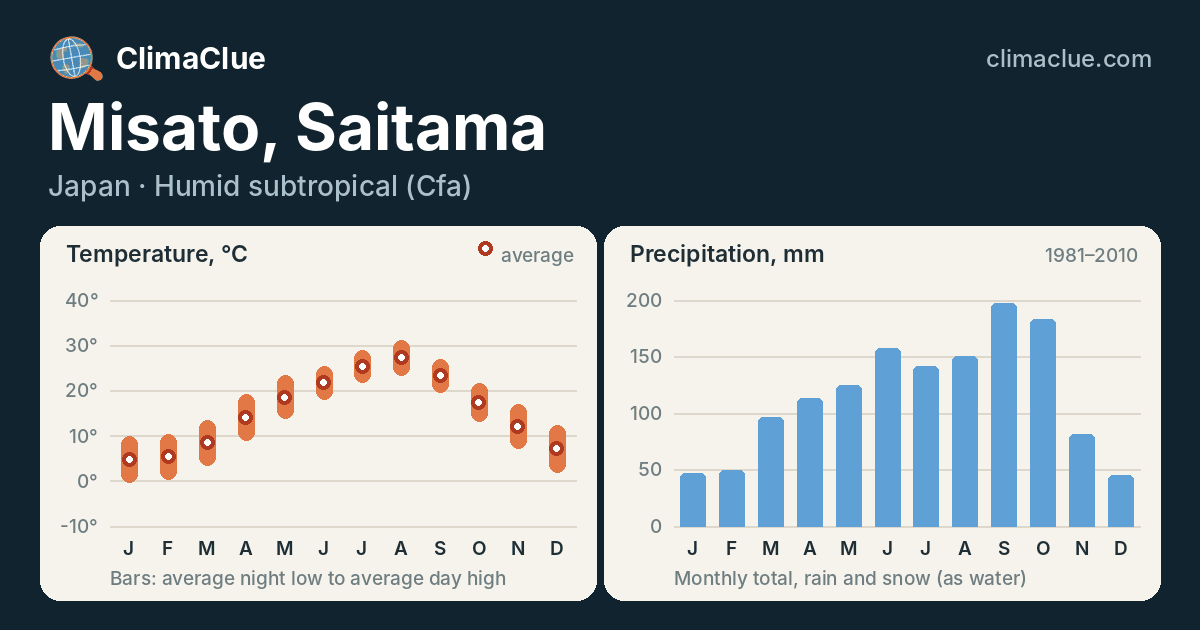 ClimaClue
climaclue.com
Misato, Saitama
Japan · Humid subtropical (Cfa)
Temperature, °C
average
40°
30°
20°
10°
0°
-10°
J F M A M J J A S O N D
Bars: average night low to average day high
Precipitation, mm
1981–2010
200
150
100
50
0
J F M A M J J A S O N D
Monthly total, rain and snow (as water)